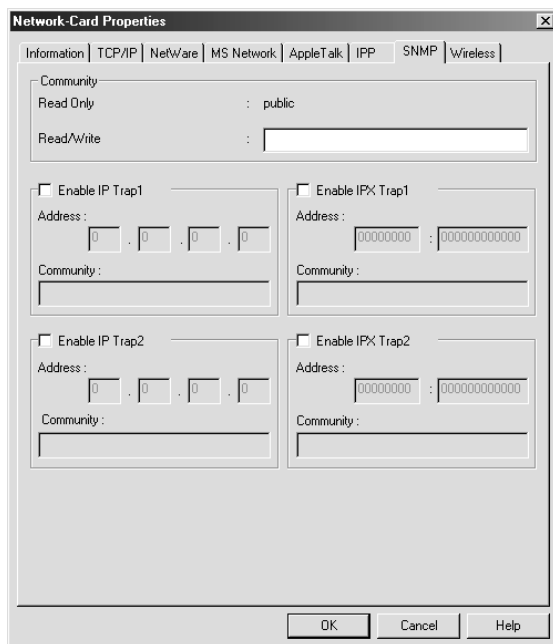 Network-Card Properties
Information TCP/IP NetWare MS Network AppleTalk IPP SNMP Wireless
Community
Read Only : public
Read/Write :
Enable IP Trap1
Address :
0 . 0 . 0 . 0
Community :
Enable IPX Trap1
Address :
00000000 : 000000000000
Community :
Enable IP Trap2
Address :
0 . 0 . 0 . 0
Community :
Enable IPX Trap2
Address :
00000000 : 000000000000
Community :
OK Cancel Help